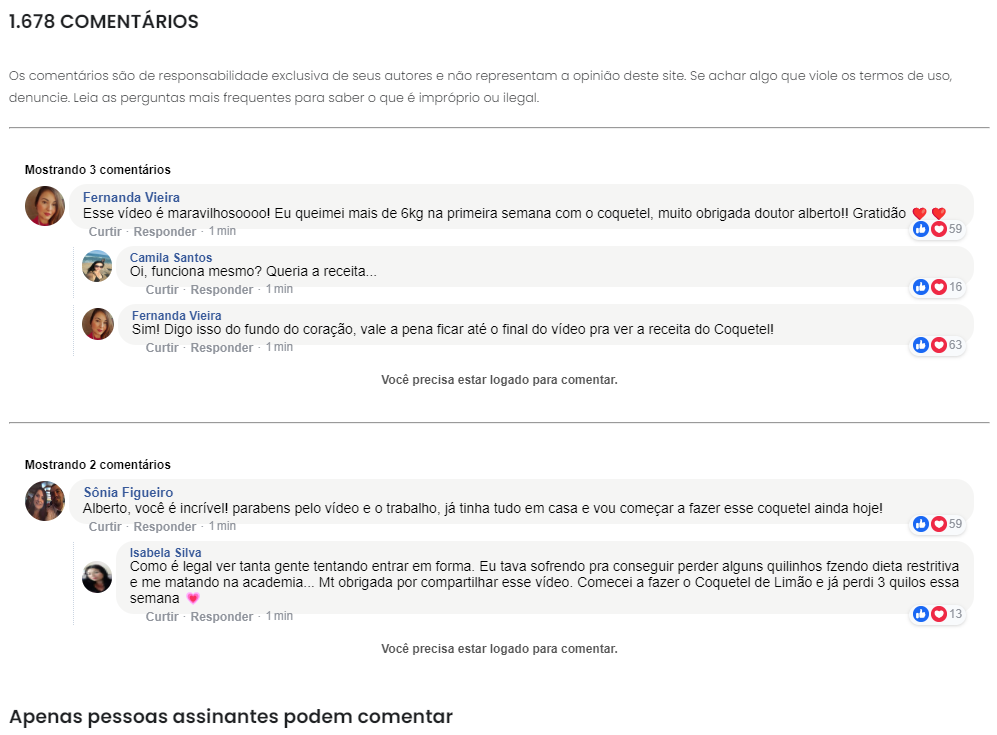 1.678 COMENTÁRIOS
Os comentários são de responsabilidade exclusiva de seus autores e não representam a opinião deste site. Se achar algo que viole os termos de uso,
denuncie. Leia as perguntas mais frequentes para saber o que é impróprio ou ilegal.
Mostrando 3 comentários
Fernanda Vieira
Esse vídeo é maravilhosoooo! Eu queimei mais de 6kg na primeira semana com o coquetel, muito obrigada doutor alberto!! Gratidão ❤️ ❤️
Curtir · Responder · 1 min 59
Camila Santos
Oi, funciona mesmo? Queria a receita...
Curtir · Responder · 1 min 16
Fernanda Vieira
Sim! Digo isso do fundo do coração, vale a pena ficar até o final do vídeo pra ver a receita do Coquetel!
Curtir · Responder · 1 min 63
Você precisa estar logado para comentar.
Mostrando 2 comentários
Sônia Figueiro
Alberto, você é incrível! parabens pelo vídeo e o trabalho, já tinha tudo em casa e vou começar a fazer esse coquetel ainda hoje!
Curtir · Responder · 1 min 59
Isabela Silva
Como é legal ver tanta gente tentando entrar em forma. Eu tava sofrendo pra conseguir perder alguns quilinhos fzendo dieta restritiva
e me matando na academia... Mt obrigada por compartilhar esse vídeo. Comecei a fazer o Coquetel de Limão e já perdi 3 quilos essa
semana 💗
Curtir · Responder · 1 min 13
Você precisa estar logado para comentar.
Apenas pessoas assinantes podem comentar